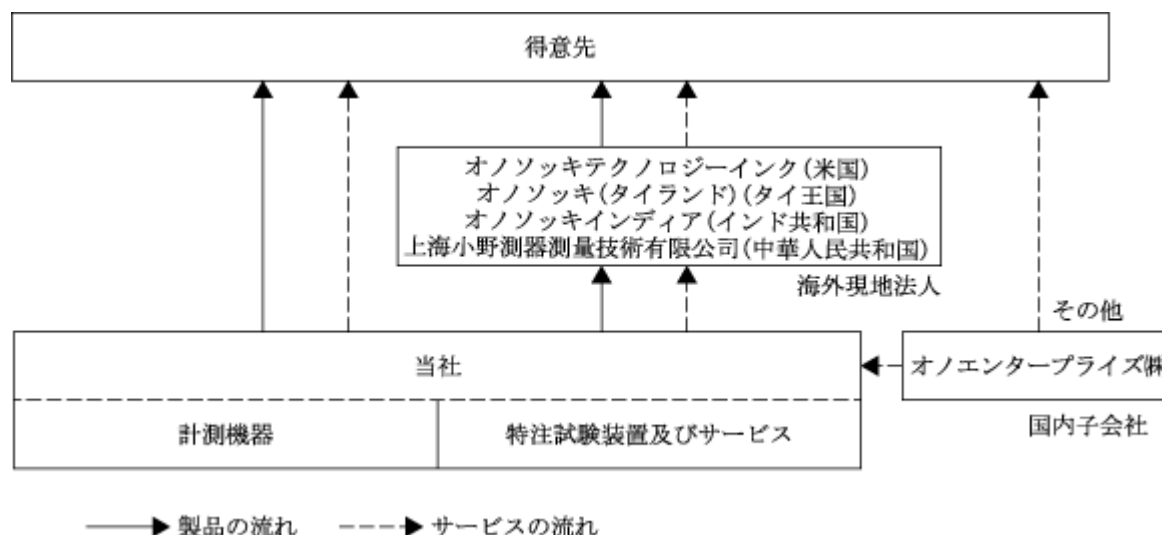 得意先
オノソッキテクノロジーインク(米国)
オノソッキ(タイランド)(タイ王国)
オノソッキインディア(インド共和国)
上海小野測器測量技術有限公司(中華人民共和国)
海外現地法人
その他
当社
オノエンタープライズ㈱
計測機器
特注試験装置及びサービス
国内子会社
製品の流れ
サービスの流れ